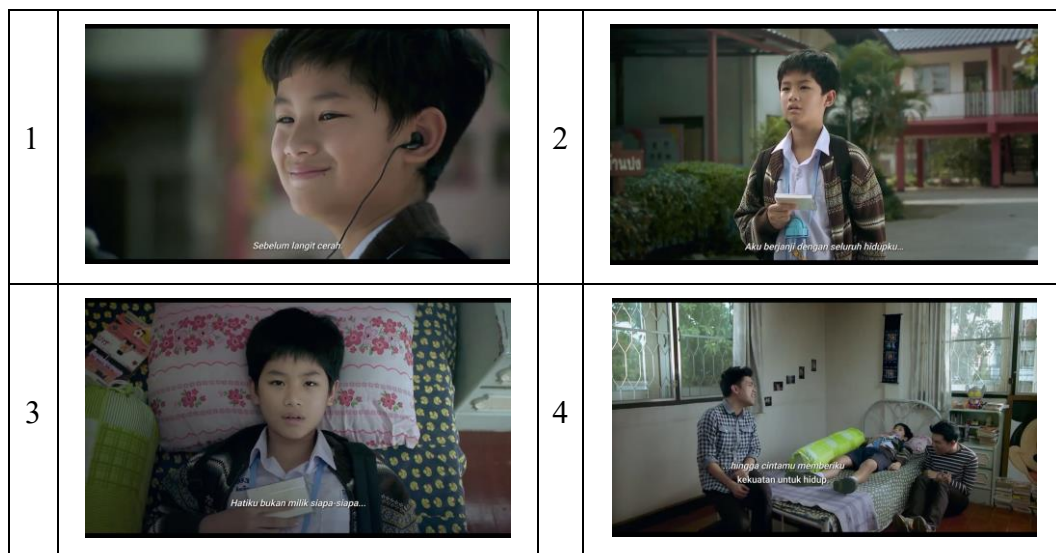 1
Sebelum langit cerah.
2
Aku berjanji dengan seluruh hidupku...
3
Hatiku bukan milik siapa-siapa...
4
hingga cintamu memberiku
kekuatan untuk hidup.